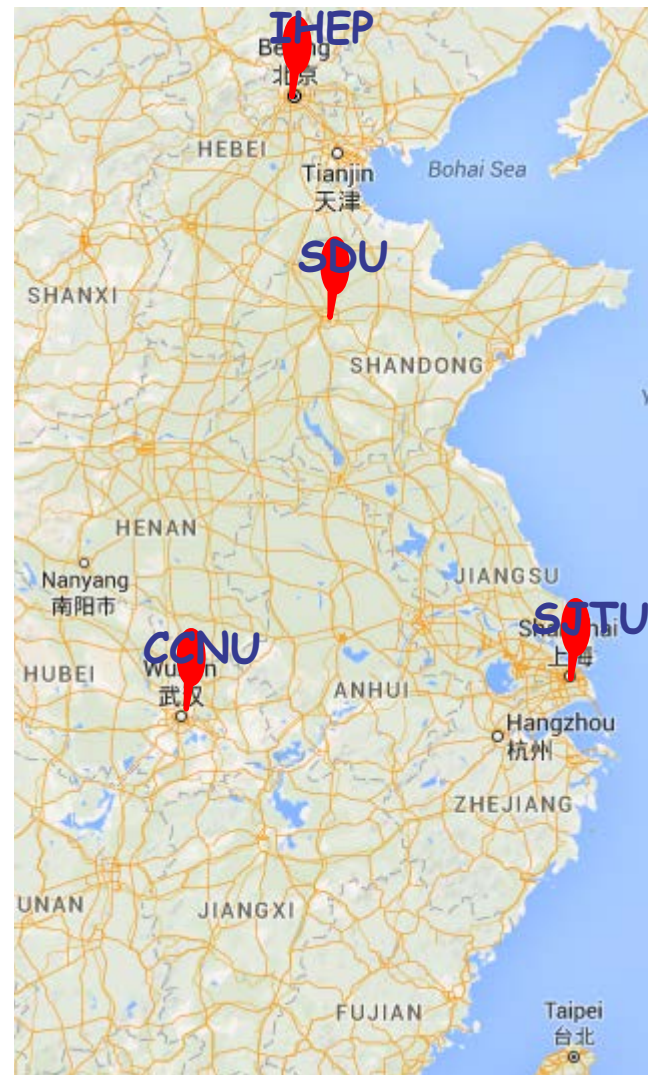 IHEP
Beijing
北京
HEBEI
Tianjin
天津
Bohai Sea
SDU
SHANXI
SHANDONG
Y
HENAN
Nanyang
南阳市
JIANGSU
SJTU
Shanghai
上海
CCNU
Wuhan
武汉
HUBEI
ANHUI
Hangzhou
杭州
ZHEJIANG
UNAN
JIANGXI
FUJIAN
Taipei
台北